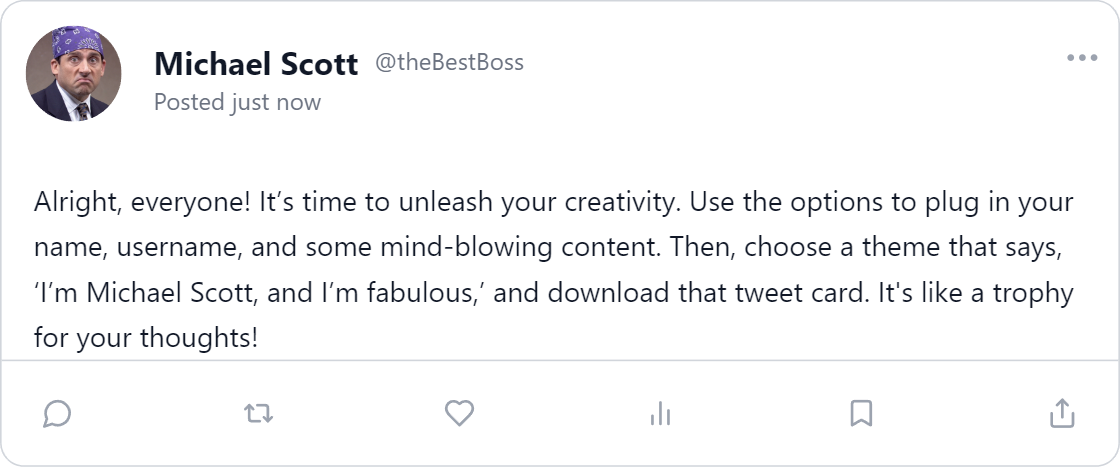 Michael Scott @theBestBoss
Posted just now
Alright, everyone! It’s time to unleash your creativity. Use the options to plug in your
name, username, and some mind-blowing content. Then, choose a theme that says,
‘I’m Michael Scott, and I’m fabulous,’ and download that tweet card. It's like a trophy
for your thoughts!